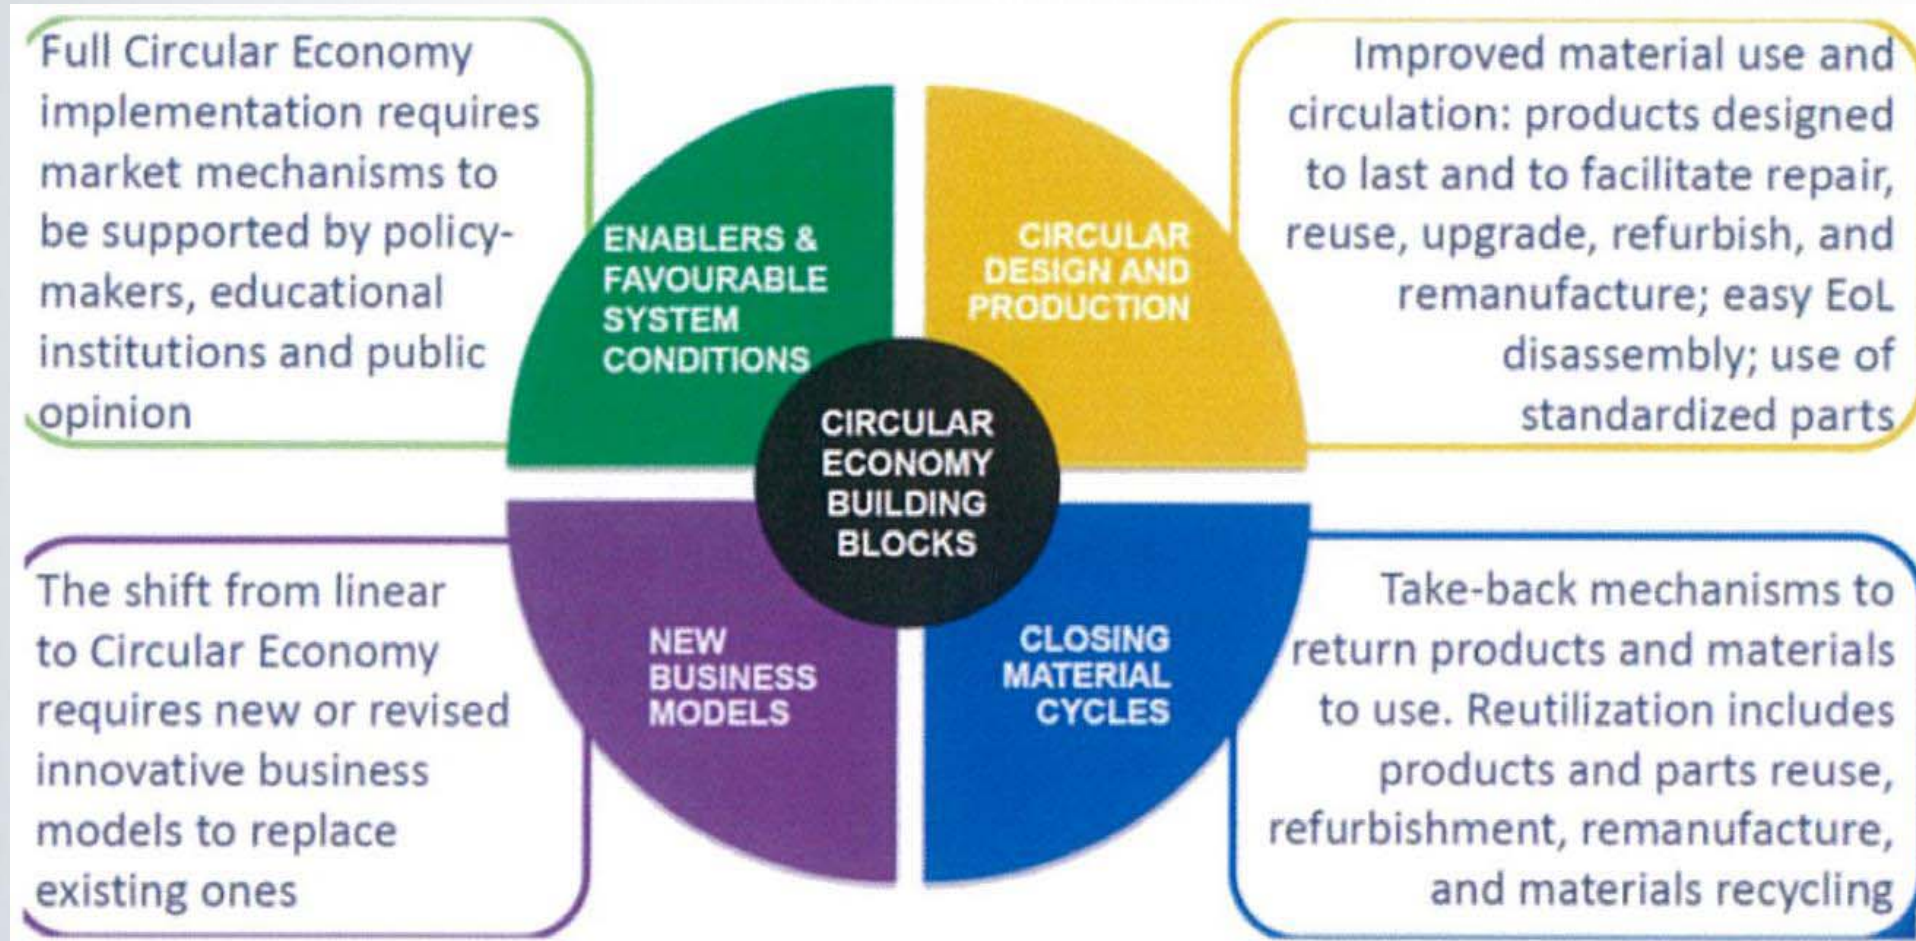 Full Circular Economy
implementation requires
market mechanisms to
be supported by policy-
makers, educational
institutions and public
opinion
ENABLERS &
FAVOURABLE
SYSTEM
CONDITIONS
CIRCULAR
DESIGN AND
PRODUCTION
Improved material use and
circulation: products designed
to last and to facilitate repair,
reuse, upgrade, refurbish, and
remanufacture; easy EoL
disassembly; use of
standardized parts
CIRCULAR
ECONOMY
BUILDING
BLOCKS
The shift from linear
to Circular Economy
requires new or revised
innovative business
models to replace
existing ones
NEW
BUSINESS
MODELS
CLOSING
MATERIAL
CYCLES
Take-back mechanisms to
return products and materials
to use. Reutilization includes
products and parts reuse,
refurbishment, remanufacture,
and materials recycling